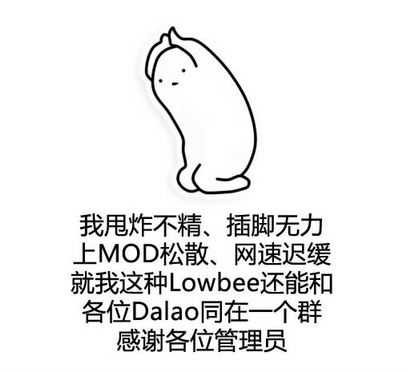 我甩炸不精、插脚无力
上MOD松散、网速迟缓
就我这种Lowbee还能和
各位Dalao同在一个群
感谢各位管理员